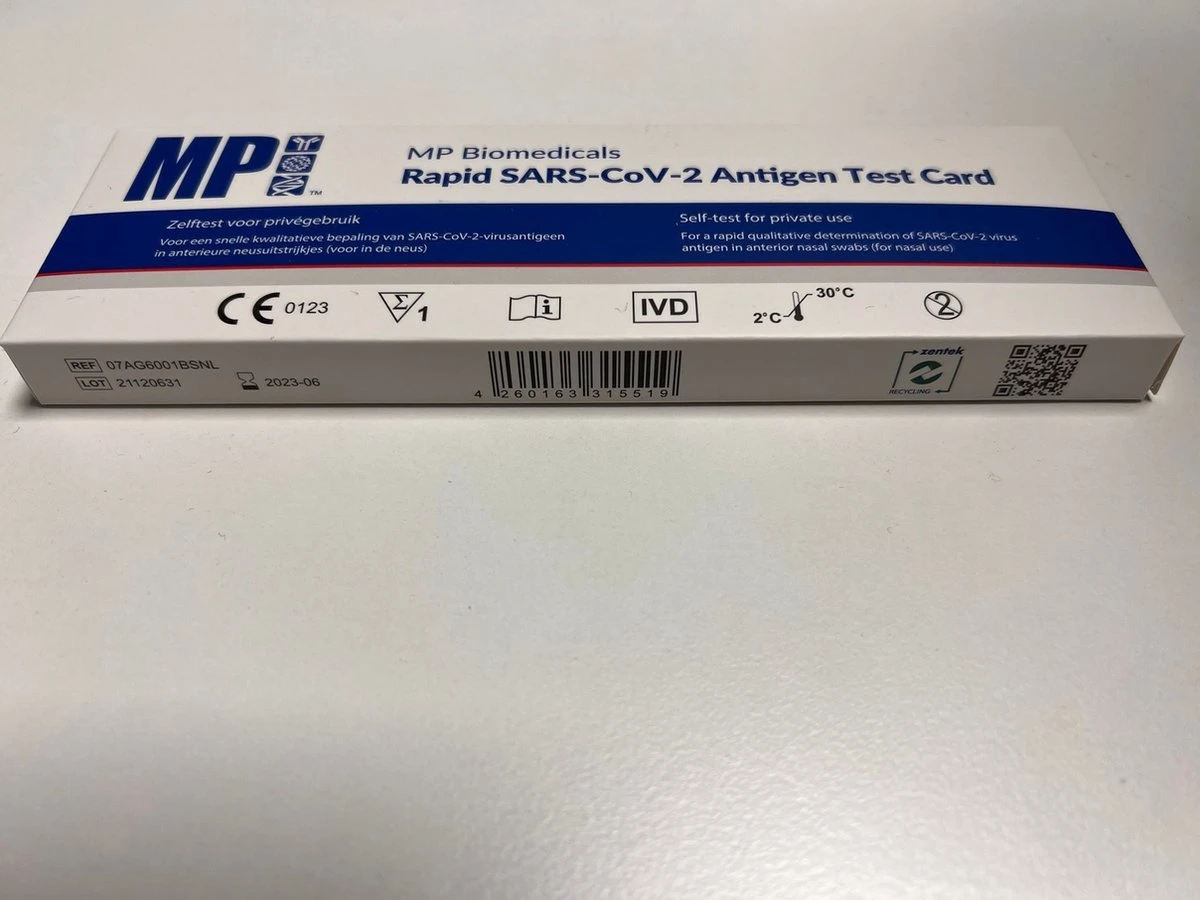 MP
TM
MP Biomedicals
Rapid SARS-CoV-2 Antigen Test Card
Zelftest voor privégebruik
Voor een snelle kwalitatieve bepaling van SARS-CoV-2-virusantigeen
in anterieure neusuitstrijkjes (voor in de neus)
Self-test for private use
For a rapid qualitative determination of SARS-CoV-2 virus
antigen in anterior nasal swabs (for nasal use)
CE 0123
Σ 1
i
IVD
2°C 30°C
2
REF 07AG6001BSNL
LOT 21120631
2023-06
4 260163 315519
zentek
RECYCLING